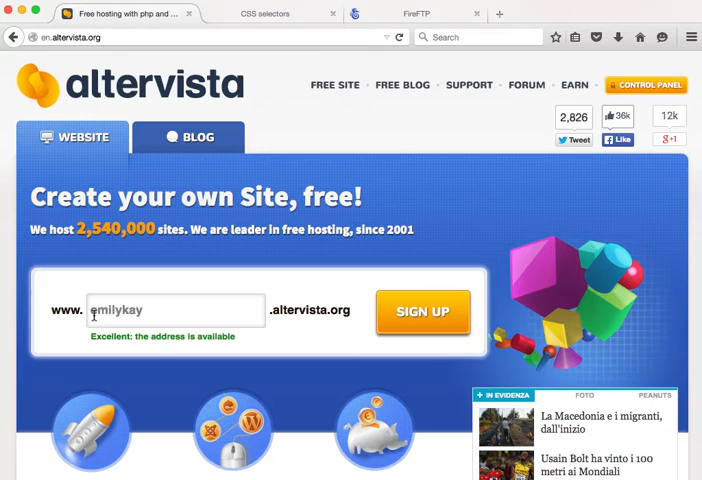 Free hosting with php and ...
CSS selectors
FireFTP
en.altervista.org
Search
altervista
FREE SITE
FREE BLOG
SUPPORT
FORUM
EARN
CONTROL PANEL
2,826
36k
12k
Tweet
Like
g+1
WEBSITE
BLOG
Create your own Site, free!
We host 2,540,000 sites. We are leader in free hosting, since 2001
www. emilykay .altervista.org
SIGN UP
Excellent: the address is available
+ IN EVIDENZA
FOTO
PEANUTS
La Macedonia e i migranti,
dall'inizio
Usain Bolt ha vinto i 100
metri ai Mondiali